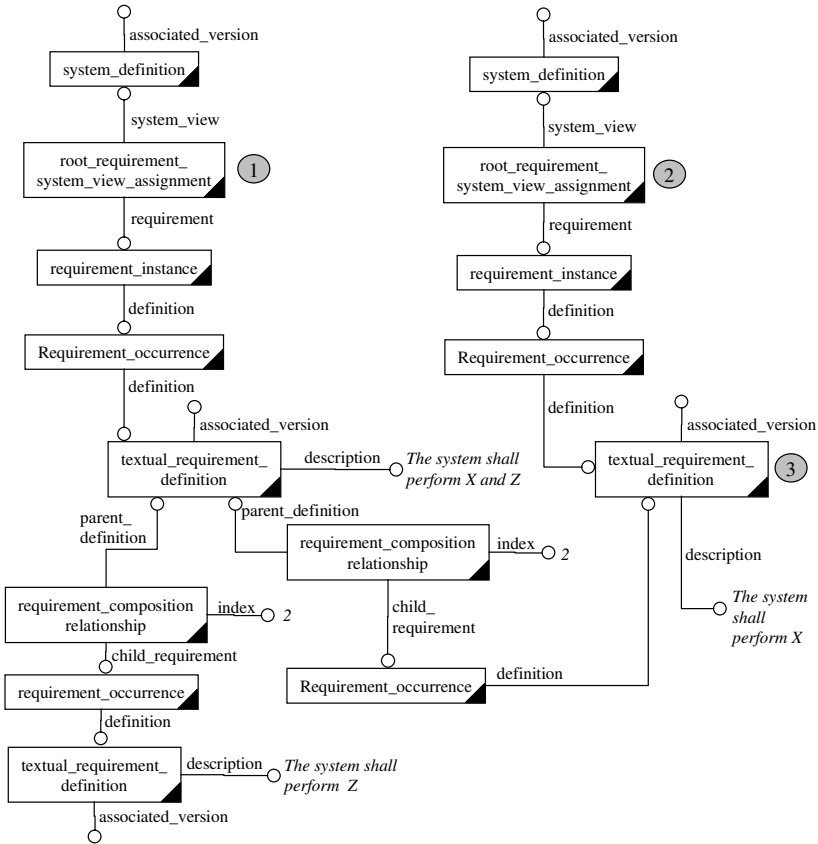 associated_version
system_definition
system_view
root_requirement_
system_view_assignment
1
requirement
requirement_instance
definition
Requirement_occurrence
definition
associated_version
textual_requirement_
definition
description
The system shall
perform X and Z
parent_
definition
parent_definition
requirement_composition
relationship
index
2
requirement_composition
relationship
index
2
child_
requirement
child_requirement
requirement_occurrence
Requirement_occurrence
definition
definition
textual_requirement_
definition
description
The system shall
perform Z
associated_version
associated_version
system_definition
system_view
root_requirement_
system_view_assignment
2
requirement
requirement_instance
definition
Requirement_occurrence
definition
associated_version
textual_requirement_
definition
3
description
The system
shall
perform X